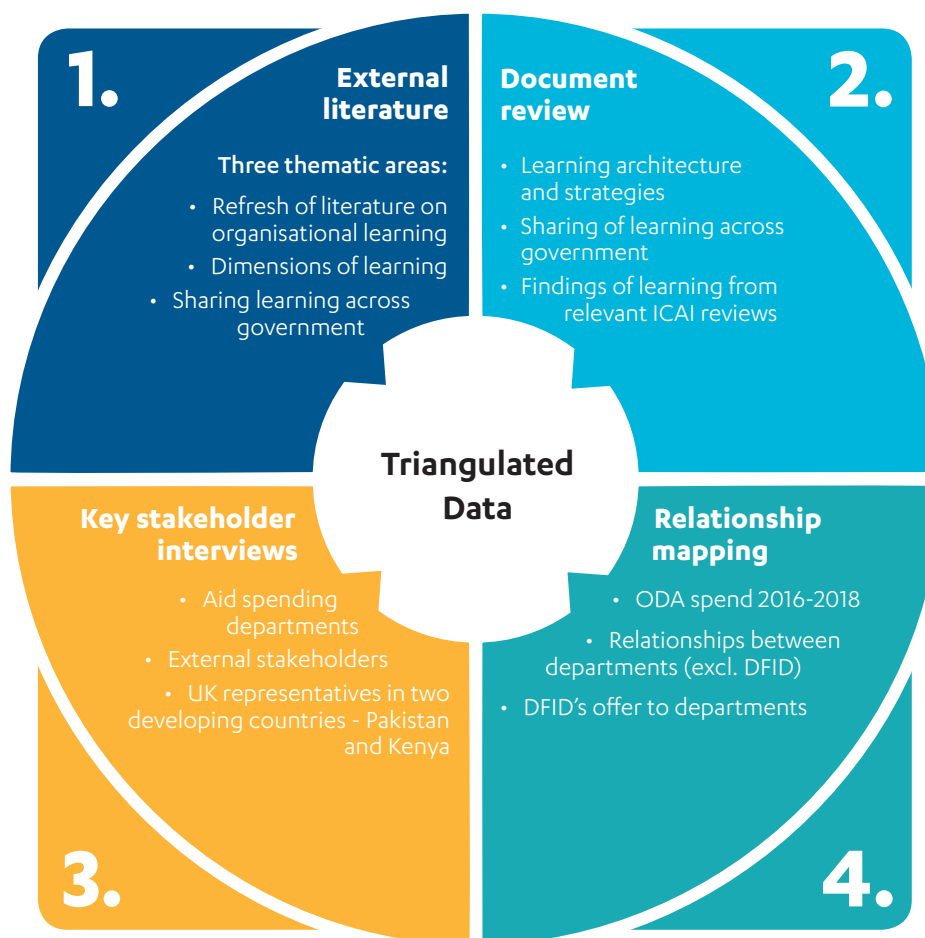 1.
External
literature
Three thematic areas:
• Refresh of literature on
organisational learning
• Dimensions of learning
• Sharing learning across
government
2.
Document
review
• Learning architecture
and strategies
• Sharing of learning across
government
• Findings of learning from
relevant ICAI reviews
Triangulated
Data
Key stakeholder
interviews
• Aid spending
departments
• External stakeholders
• UK representatives in two
developing countries - Pakistan
and Kenya
3.
Relationship
mapping
• ODA spend 2016-2018
• Relationships between
departments (excl. DFID)
• DFID's offer to departments
4.